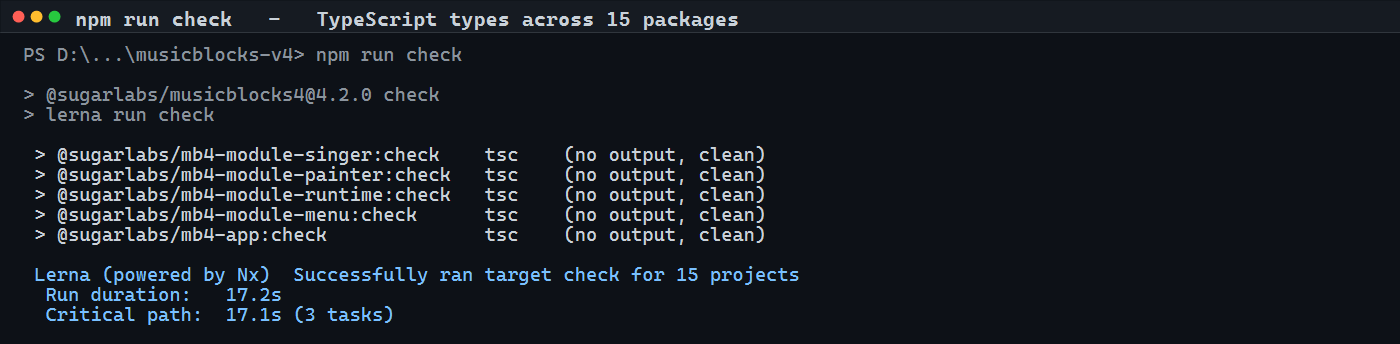 npm run check - TypeScript types across 15 packages
PS D:\...\musicblocks-v4> npm run check
> @sugarlabs/musicblocks4@4.2.0 check
> lerna run check
> @sugarlabs/mb4-module-singer:check tsc (no output, clean)
> @sugarlabs/mb4-module-painter:check tsc (no output, clean)
> @sugarlabs/mb4-module-runtime:check tsc (no output, clean)
> @sugarlabs/mb4-module-menu:check tsc (no output, clean)
> @sugarlabs/mb4-app:check tsc (no output, clean)
Lerna (powered by Nx) Successfully ran target check for 15 projects
Run duration: 17.2s
Critical path: 17.1s (3 tasks)